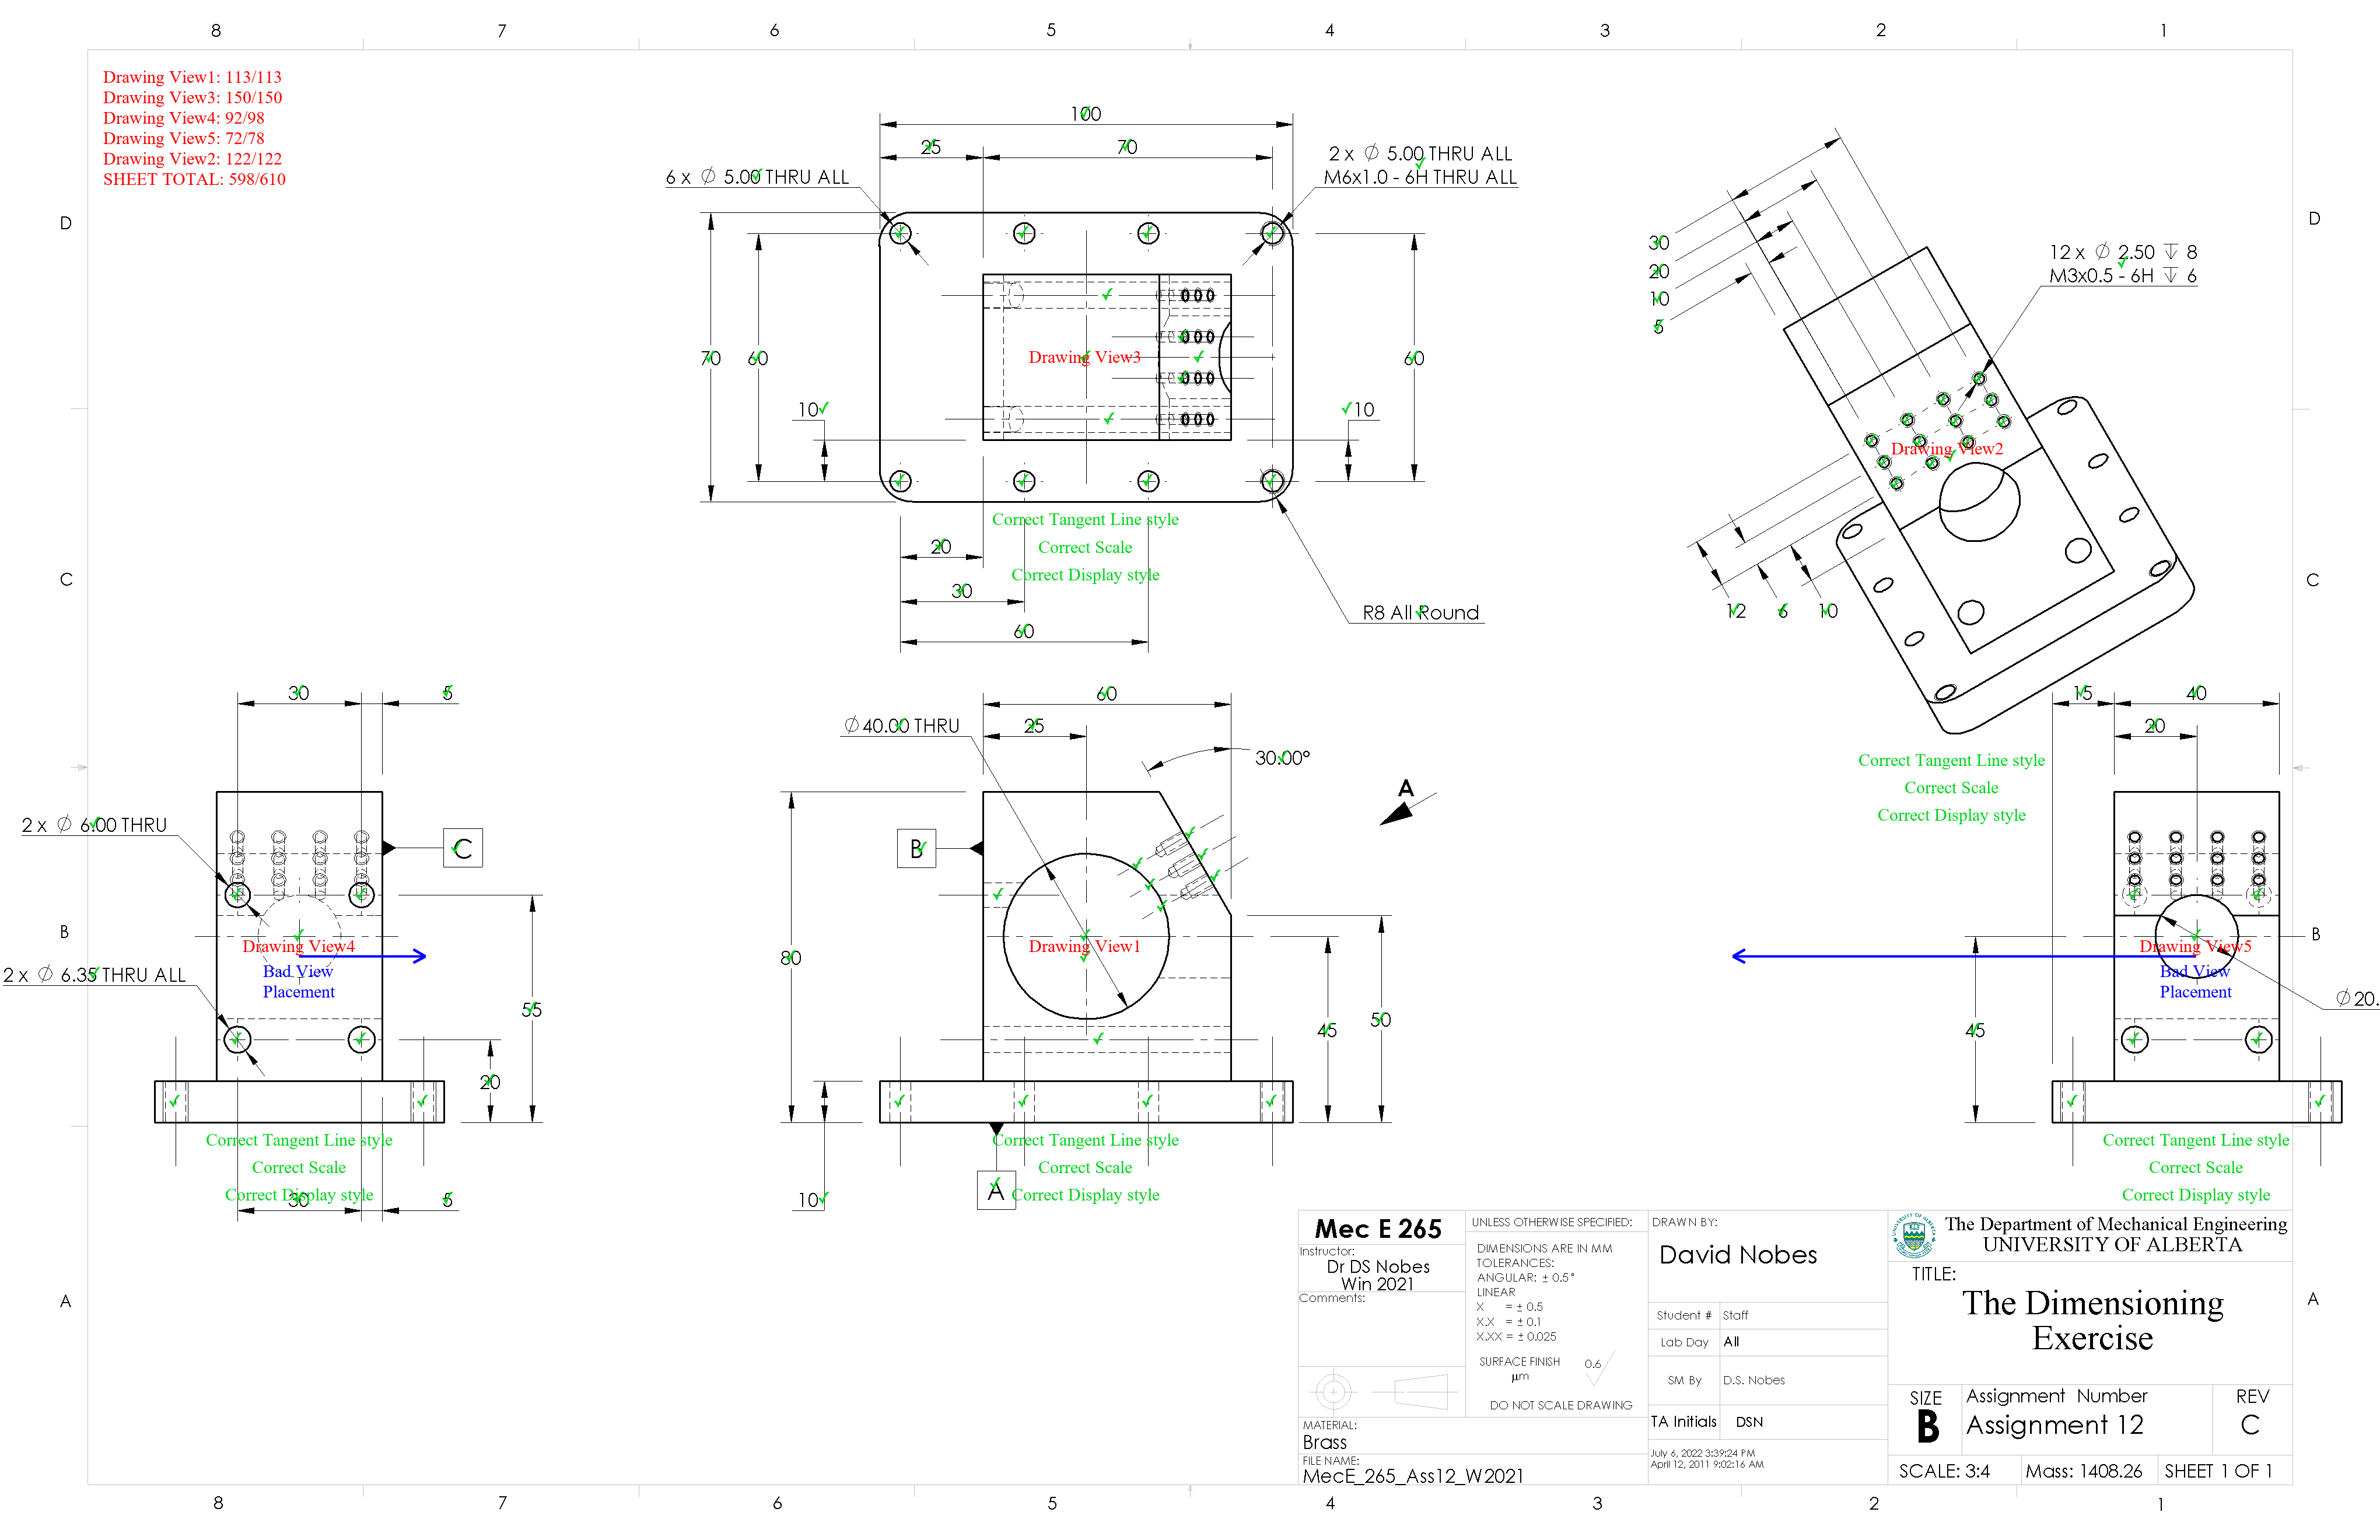 8 7 6 5 4 3 2 1
Drawing View1: 113/113
Drawing View3: 150/150
Drawing View4: 92/98
Drawing View5: 72/78
Drawing View2: 122/122
SHEET TOTAL: 598/610
D
D
100
25
70
6 x ∅ 5.00 THRU ALL
2 x ∅ 5.00 THRU ALL
M6x1.0 - 6H THRU ALL
70
60
60
Drawing View3
10
10
Correct Tangent Line style
Correct Scale
Correct Display style
20
30
60
R8 All Round
30
20
10
5
12 x ∅ 2.50 ↧ 8
M3x0.5 - 6H ↧ 6
Drawing View2
12
6
10
Correct Tangent Line style
Correct Scale
Correct Display style
C
C
30
5
2 x ∅ 6.00 THRU
C
Drawing View4
Bad View
Placement
2 x ∅ 6.35 THRU ALL
55
20
Correct Tangent Line style
Correct Scale
Correct Display style
30
5
60
∅40.00 THRU
25
30.00°
A
B
80
Drawing View1
45
50
10
A
Correct Tangent Line style
Correct Scale
Correct Display style
15
40
20
Drawing View5
Bad View
Placement
∅20.
45
Correct Tangent Line style
Correct Scale
Correct Display style
B
B
A
A
Mec E 265
Instructor:
Dr DS Nobes
Win 2021
Comments:
MATERIAL:
Brass
FILE NAME:
MecE_265_Ass12_W2021
UNLESS OTHERWISE SPECIFIED:
DIMENSIONS ARE IN MM
TOLERANCES:
ANGULAR: ± 0.5°
LINEAR
X = ± 0.5
X.X = ± 0.1
X.XX = ± 0.025
SURFACE FINISH 0.6
µm
DO NOT SCALE DRAWING
DRAWN BY:
David Nobes
Student # Staff
Lab Day All
SM By D.S. Nobes
TA Initials DSN
July 6, 2022 3:39:24 PM
April 12, 2011 9:02:16 AM
UNIVERSITY OF ALBERTA
The Department of Mechanical Engineering
UNIVERSITY OF ALBERTA
TITLE:
The Dimensioning
Exercise
SIZE
B
Assignment Number
Assignment 12
REV
C
SCALE: 3:4 Mass: 1408.26 SHEET 1 OF 1
8 7 6 5 4 3 2 1